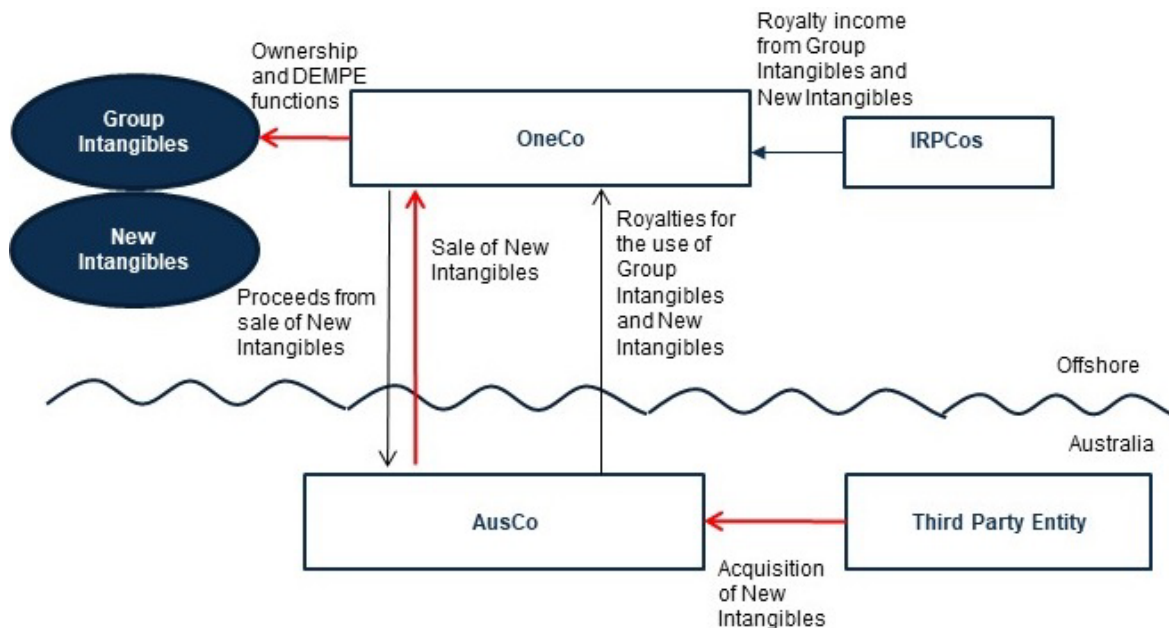 Royalty income
from Group
Intangibles and
New Intangibles
Ownership
and DEMPE
functions
Group
Intangibles
OneCo
IRPCos
New
Intangibles
Sale of New
Intangibles
Royalties for
the use of
Group
Intangibles
and New
Intangibles
Proceeds from
sale of New
Intangibles
Offshore
Australia
AusCo
Third Party Entity
Acquisition
of New
Intangibles